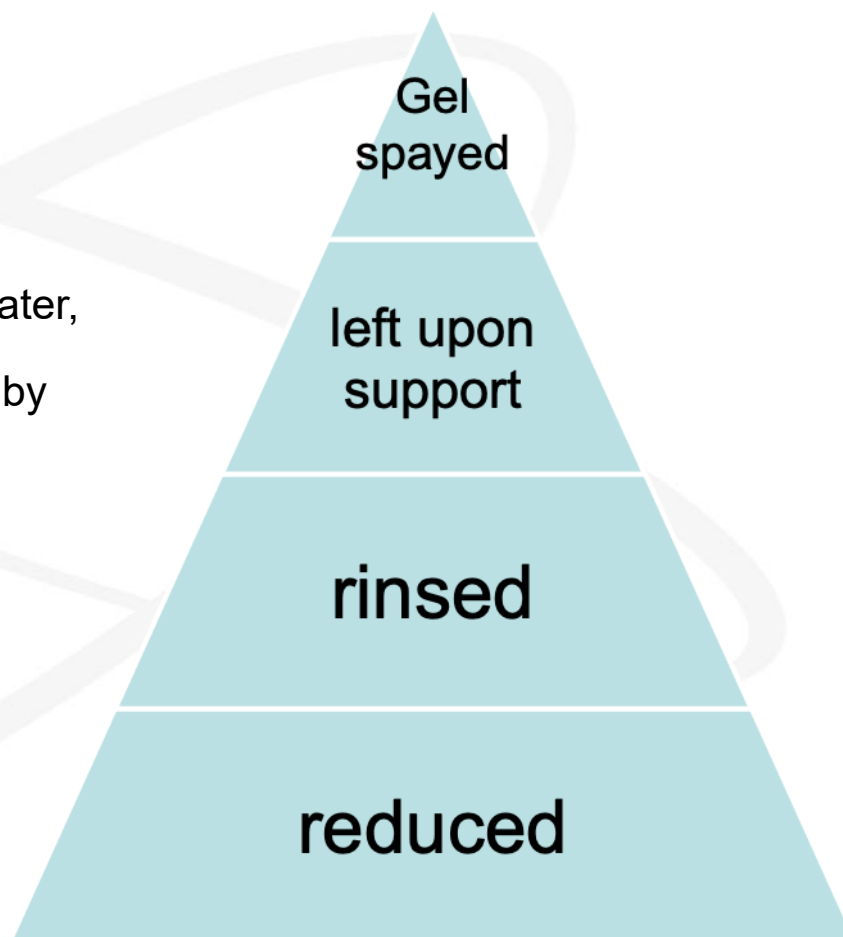 Gel
spayed
ater,
left upon
by
support
rinsed
reduced